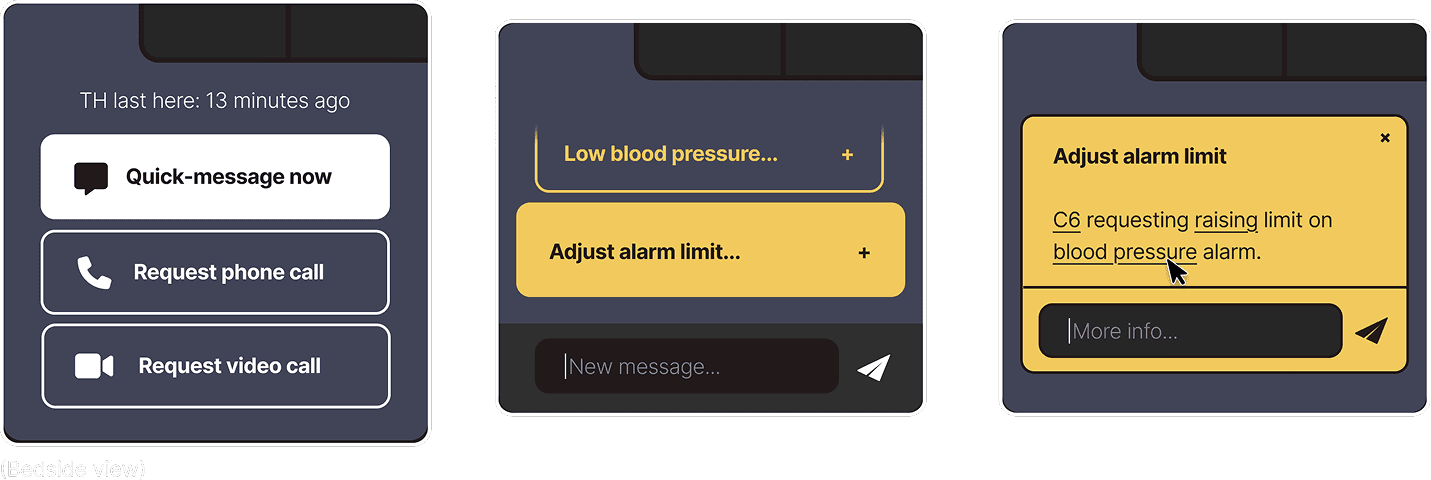 TH last here: 13 minutes ago
Quick-message now
Request phone call
Request video call
(Bedside view)
Low blood pressure... +
Adjust alarm limit... +
New message...
Adjust alarm limit
C6 requesting raising limit on
blood pressure alarm.
More info...